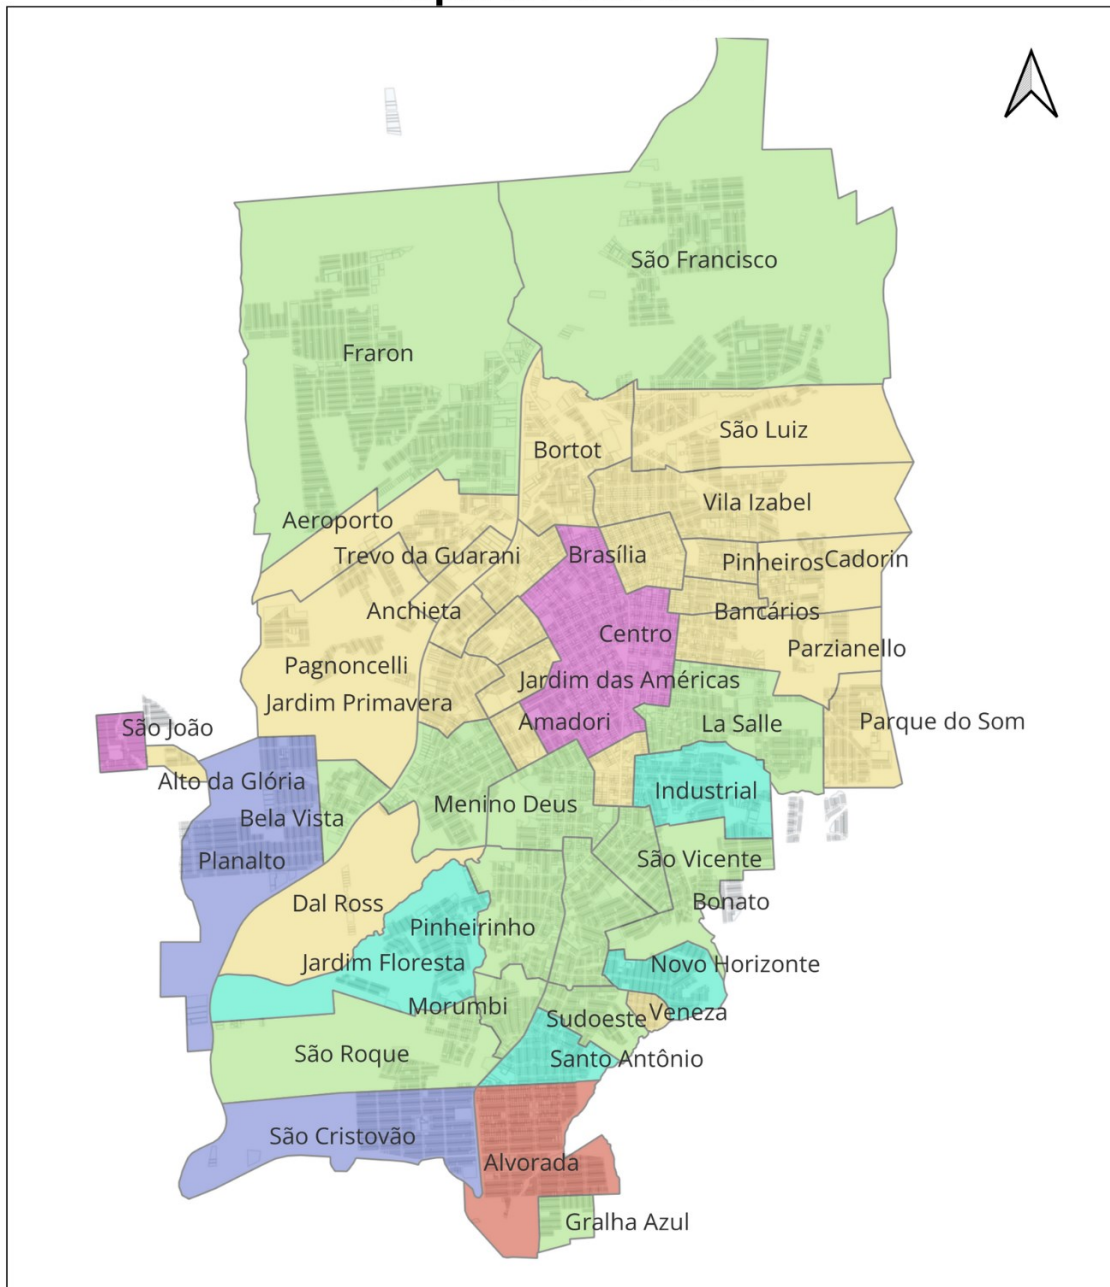 São Francisco
Fraron
São Luiz
Bortot
Vila Izabel
Aeroporto
Trevo da Guarani
Brasília
Pinheiros
Cadorin
Anchieta
Bancários
Centro
Parzianello
Pagnoncelli
Jardim das Américas
Jardim Primavera
São João
Amadori
La Salle
Parque do Som
Alto da Glória
Industrial
Menino Deus
Bela Vista
Planalto
São Vicente
Dal Ross
Bonato
Pinheirinho
Jardim Floresta
Novo Horizonte
Morumbi
Sudoeste
Veneza
São Roque
Santo Antônio
São Cristovão
Alvorada
Gralha Azul